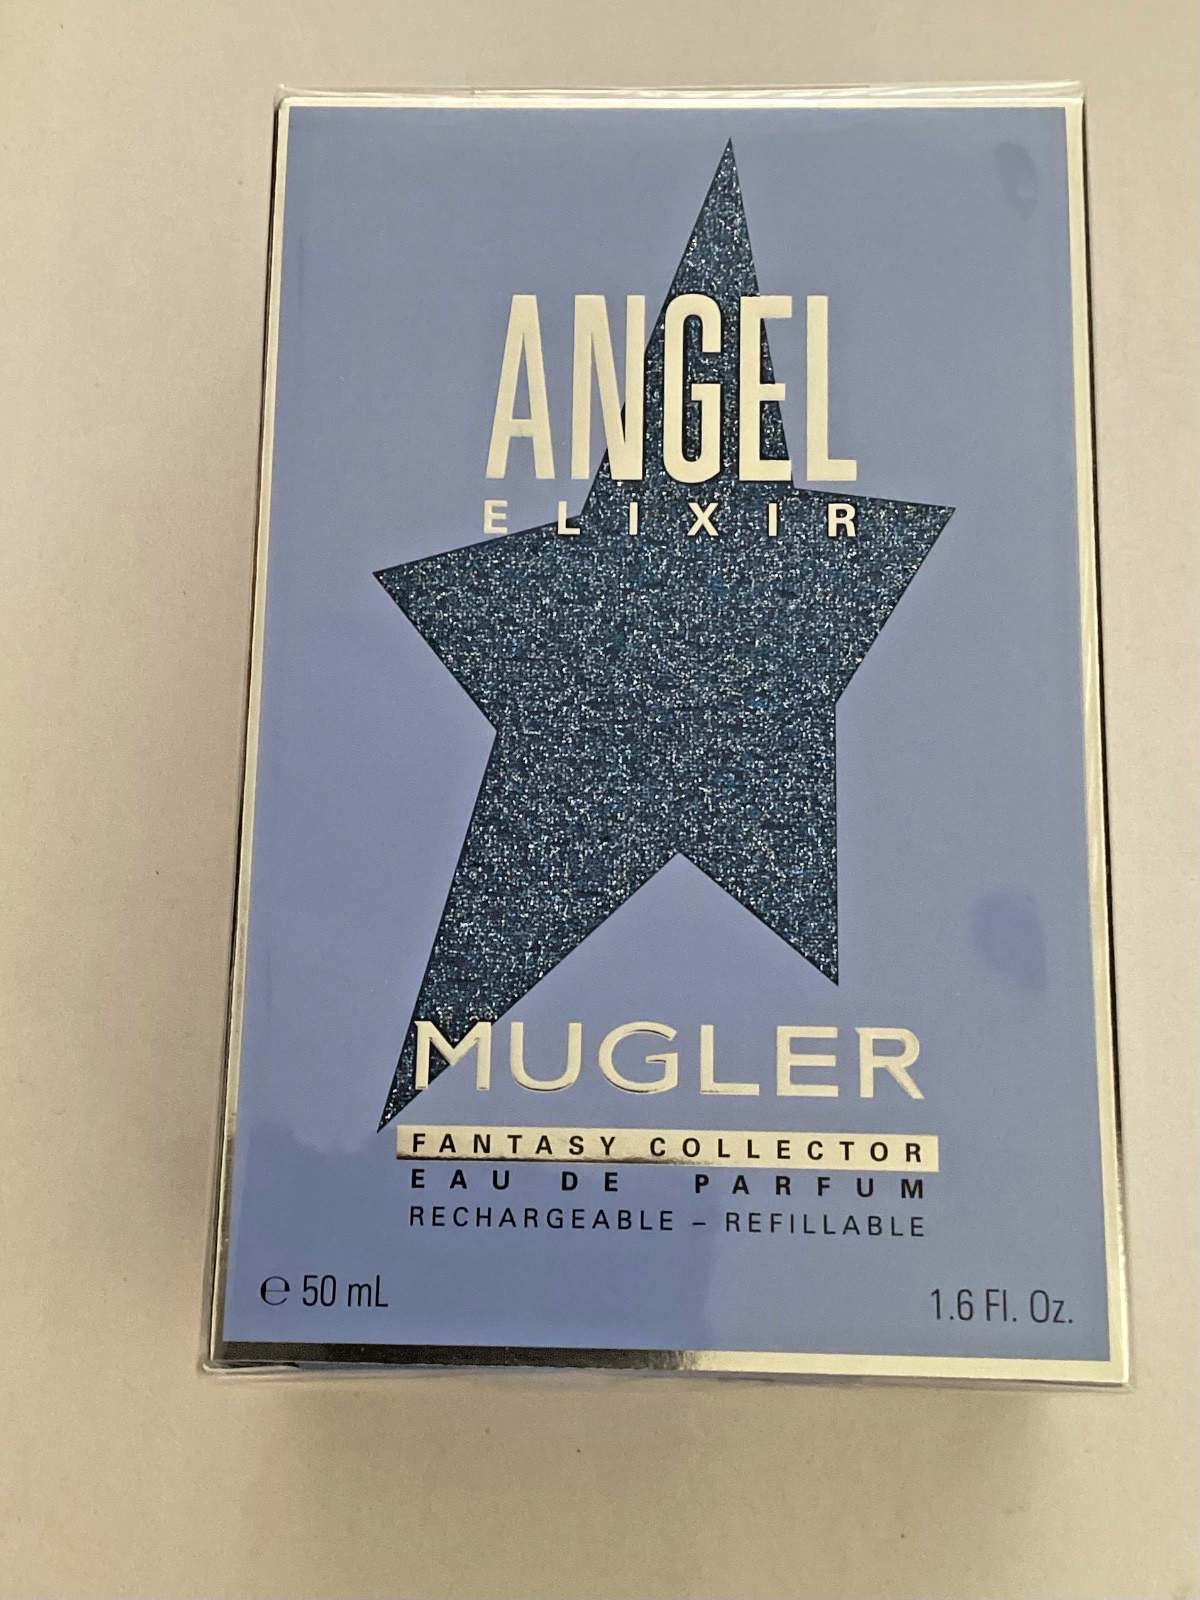 ANGEL
ELIXIR
MUGLER
FANTASY COLLECTOR
EAU DE PARFUM
RECHARGEABLE – REFILLABLE
℮ 50 mL
1.6 Fl. Oz.